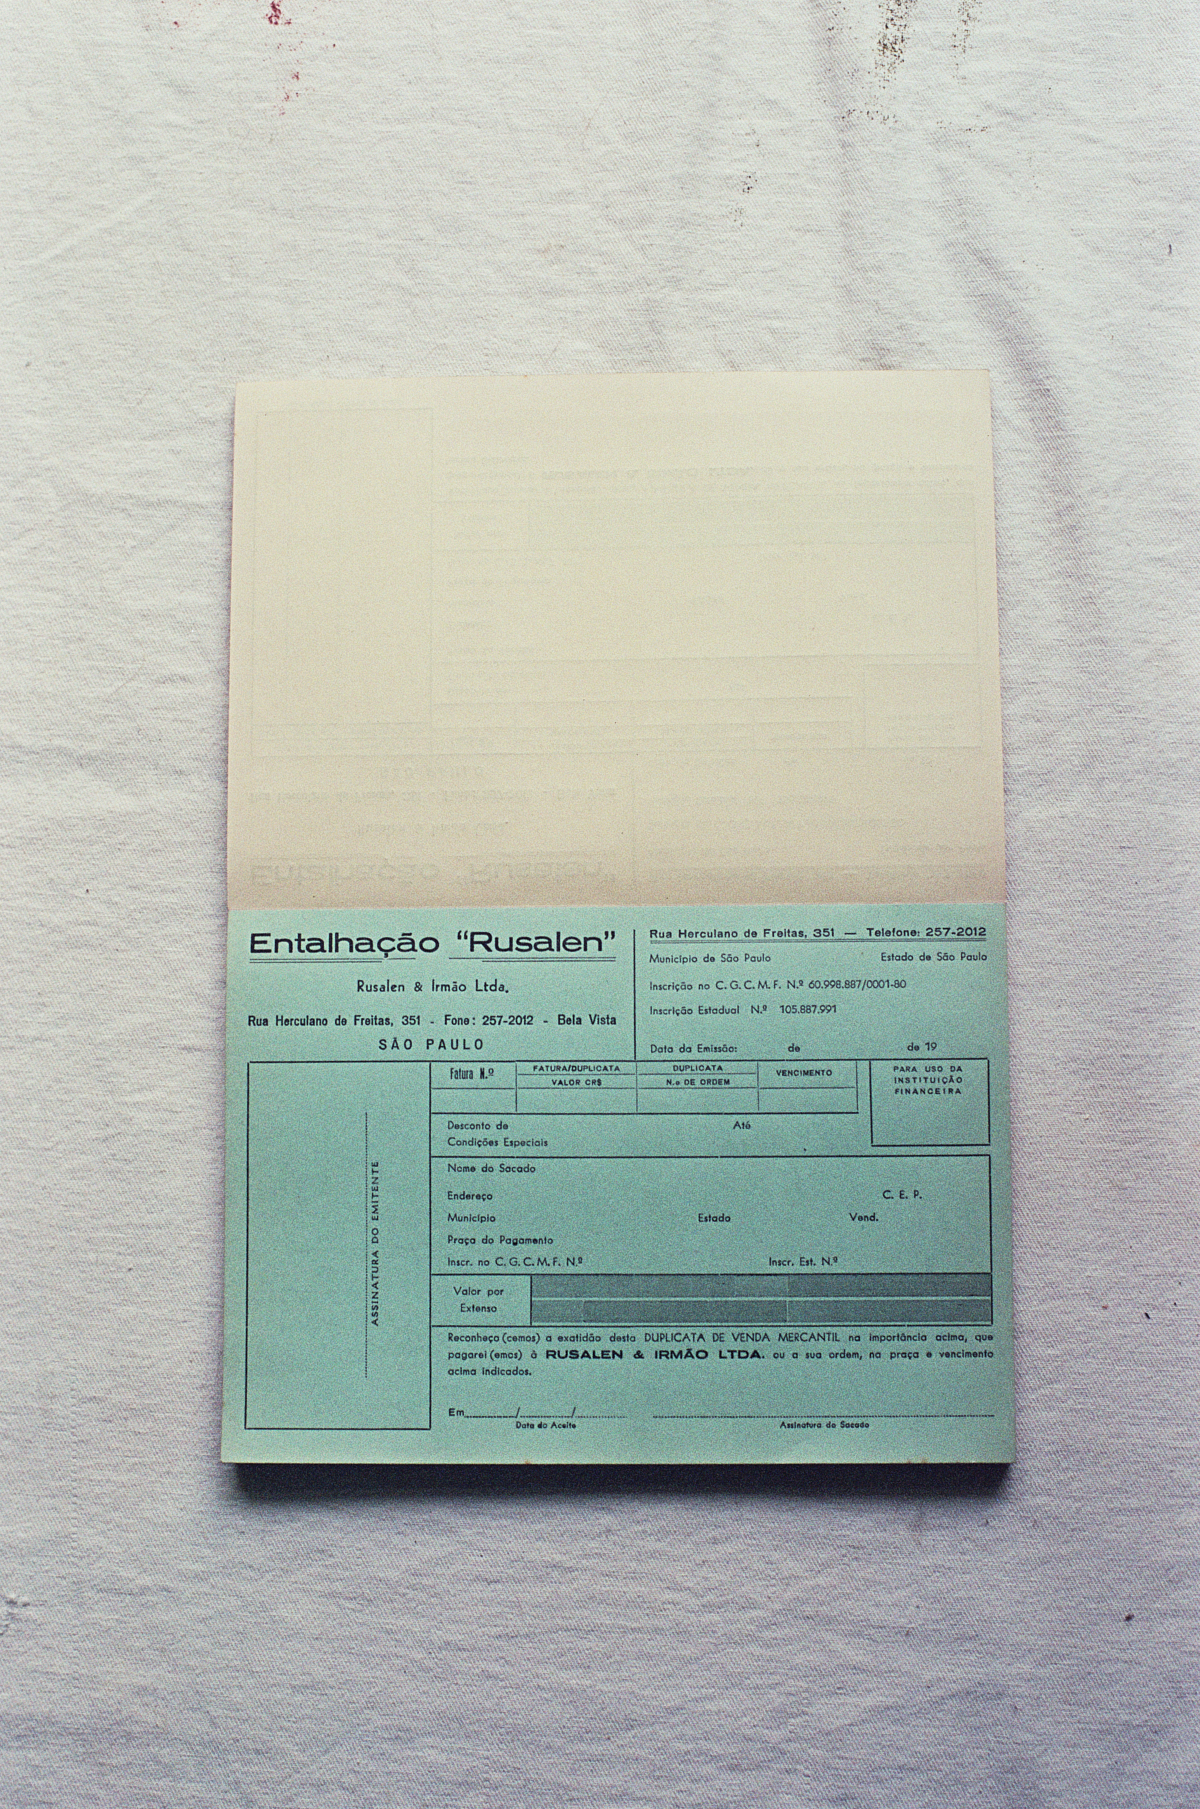 Entalhação “Rusalen”
Rusalen & Irmão Ltda.
Rua Herculano de Freitas, 351 - Fone: 257-2012 - Bela Vista
SÃO PAULO
Rua Herculano de Freitas, 351 — Telefone: 257-2012
Município de São Paulo Estado de São Paulo
Inscrição no C. G. C. M. F. N.º 60.998.887/0001-80
Inscrição Estadual N.º 105.887.991
Data da Emissão: de de 19
ASSINATURA DO EMITENTE
Fatura N.º
FATURA/DUPLICATA
VALOR CR$
DUPLICATA
N.o DE ORDEM
VENCIMENTO
PARA USO DA
INSTITUIÇÃO
FINANCEIRA
Desconto de Até
Condições Especiais
Nome do Sacado
Endereço C. E. P.
Município Estado Vend.
Praça do Pagamento
Inscr. no C. G. C. M. F. N.º Inscr. Est. N.º
Valor por
Extenso
Reconheço (cemos) a exatidão desta DUPLICATA DE VENDA MERCANTIL na importância acima, que
pagarei (emos) à RUSALEN & IRMÃO LTDA. ou a sua ordem, na praça e vencimento
acima indicados.
Em / /
Data do Aceite Assinatura do Sacado